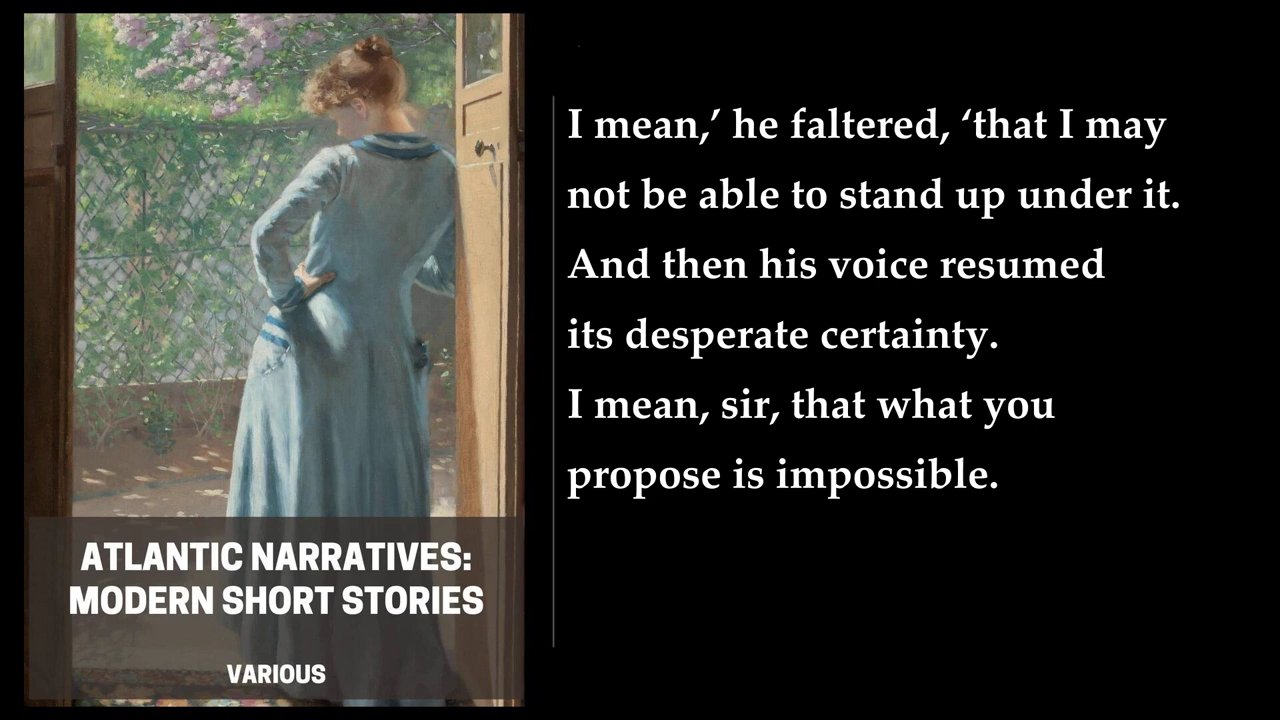 I mean,’ he faltered, ‘that I may
not be able to stand up under it.
And then his voice resumed
its desperate certainty.
I mean, sir, that what you
propose is impossible.
ATLANTIC NARRATIVES:
MODERN SHORT STORIES
VARIOUS